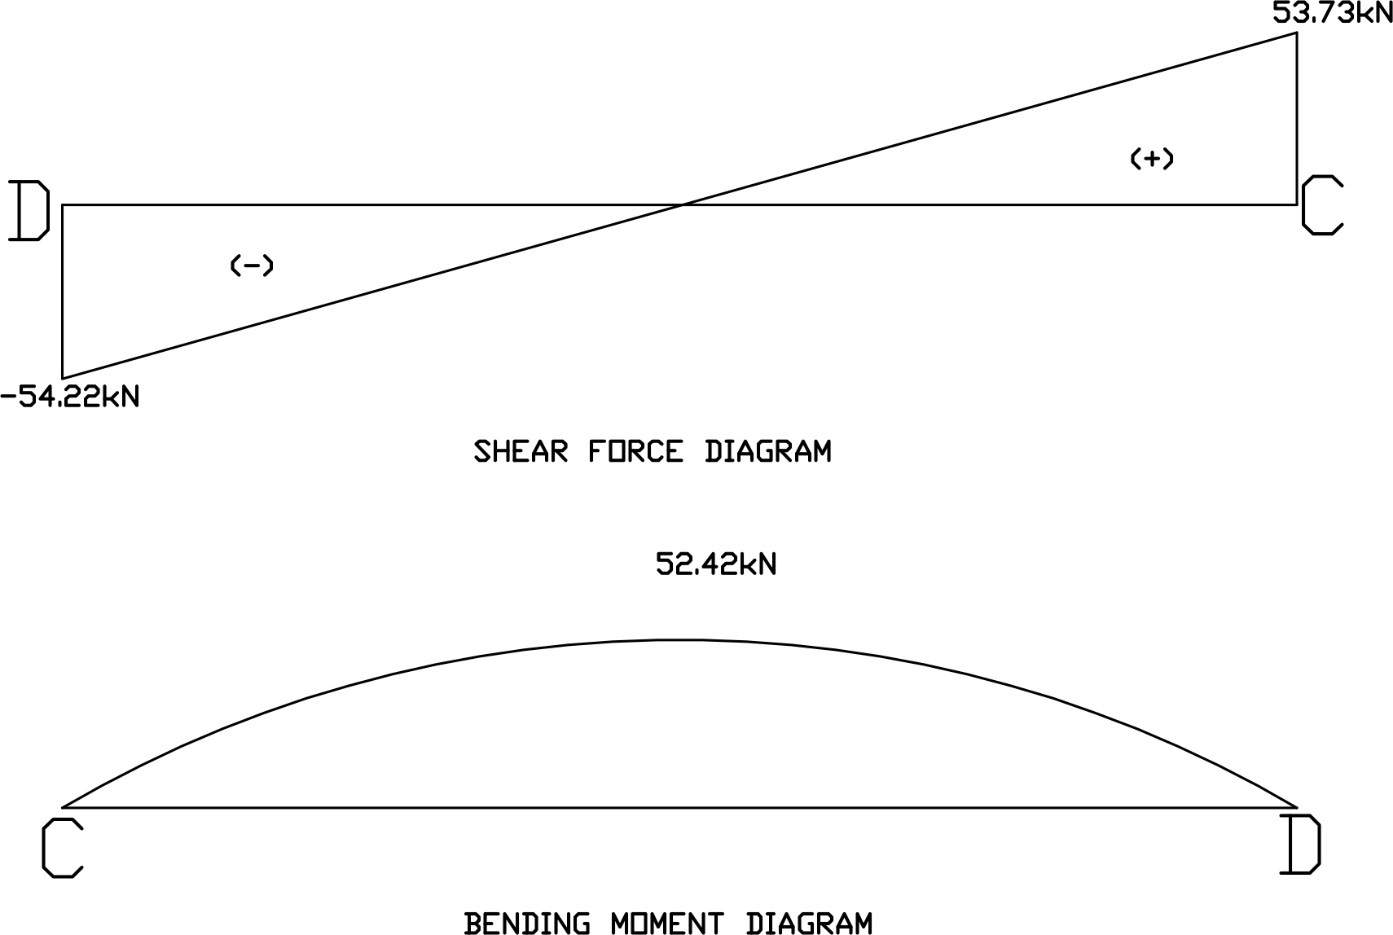 53.73kN
(+)
D
C
(-)
-54.22kN
SHEAR FORCE DIAGRAM
52.42kN
C
D
BENDING MOMENT DIAGRAM